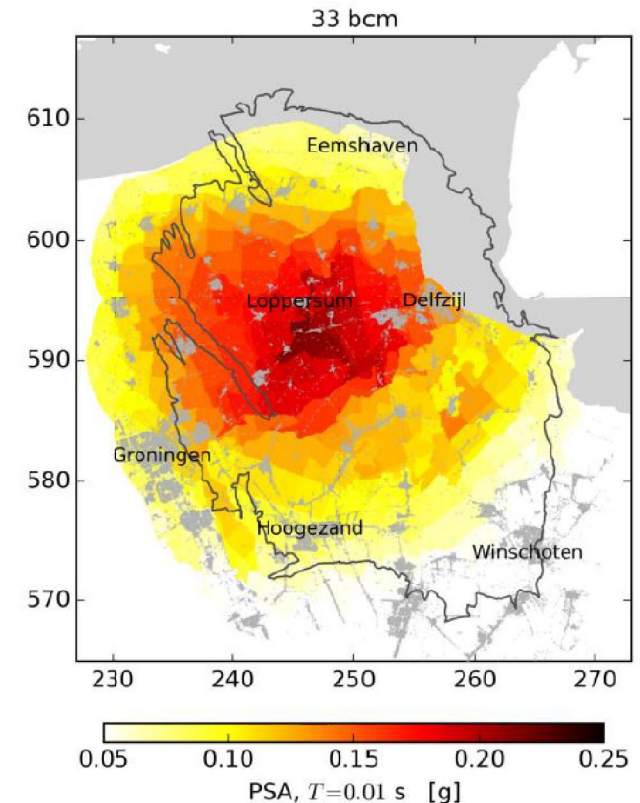 33 bcm
610
Eemshaven
600
Loppersum Delfzijl
590
Groningen
580
Hoogezand
Winschoten
570
230 240 250 260 270
0.05 0.10 0.15 0.20 0.25
PSA, T=0.01 s [g]